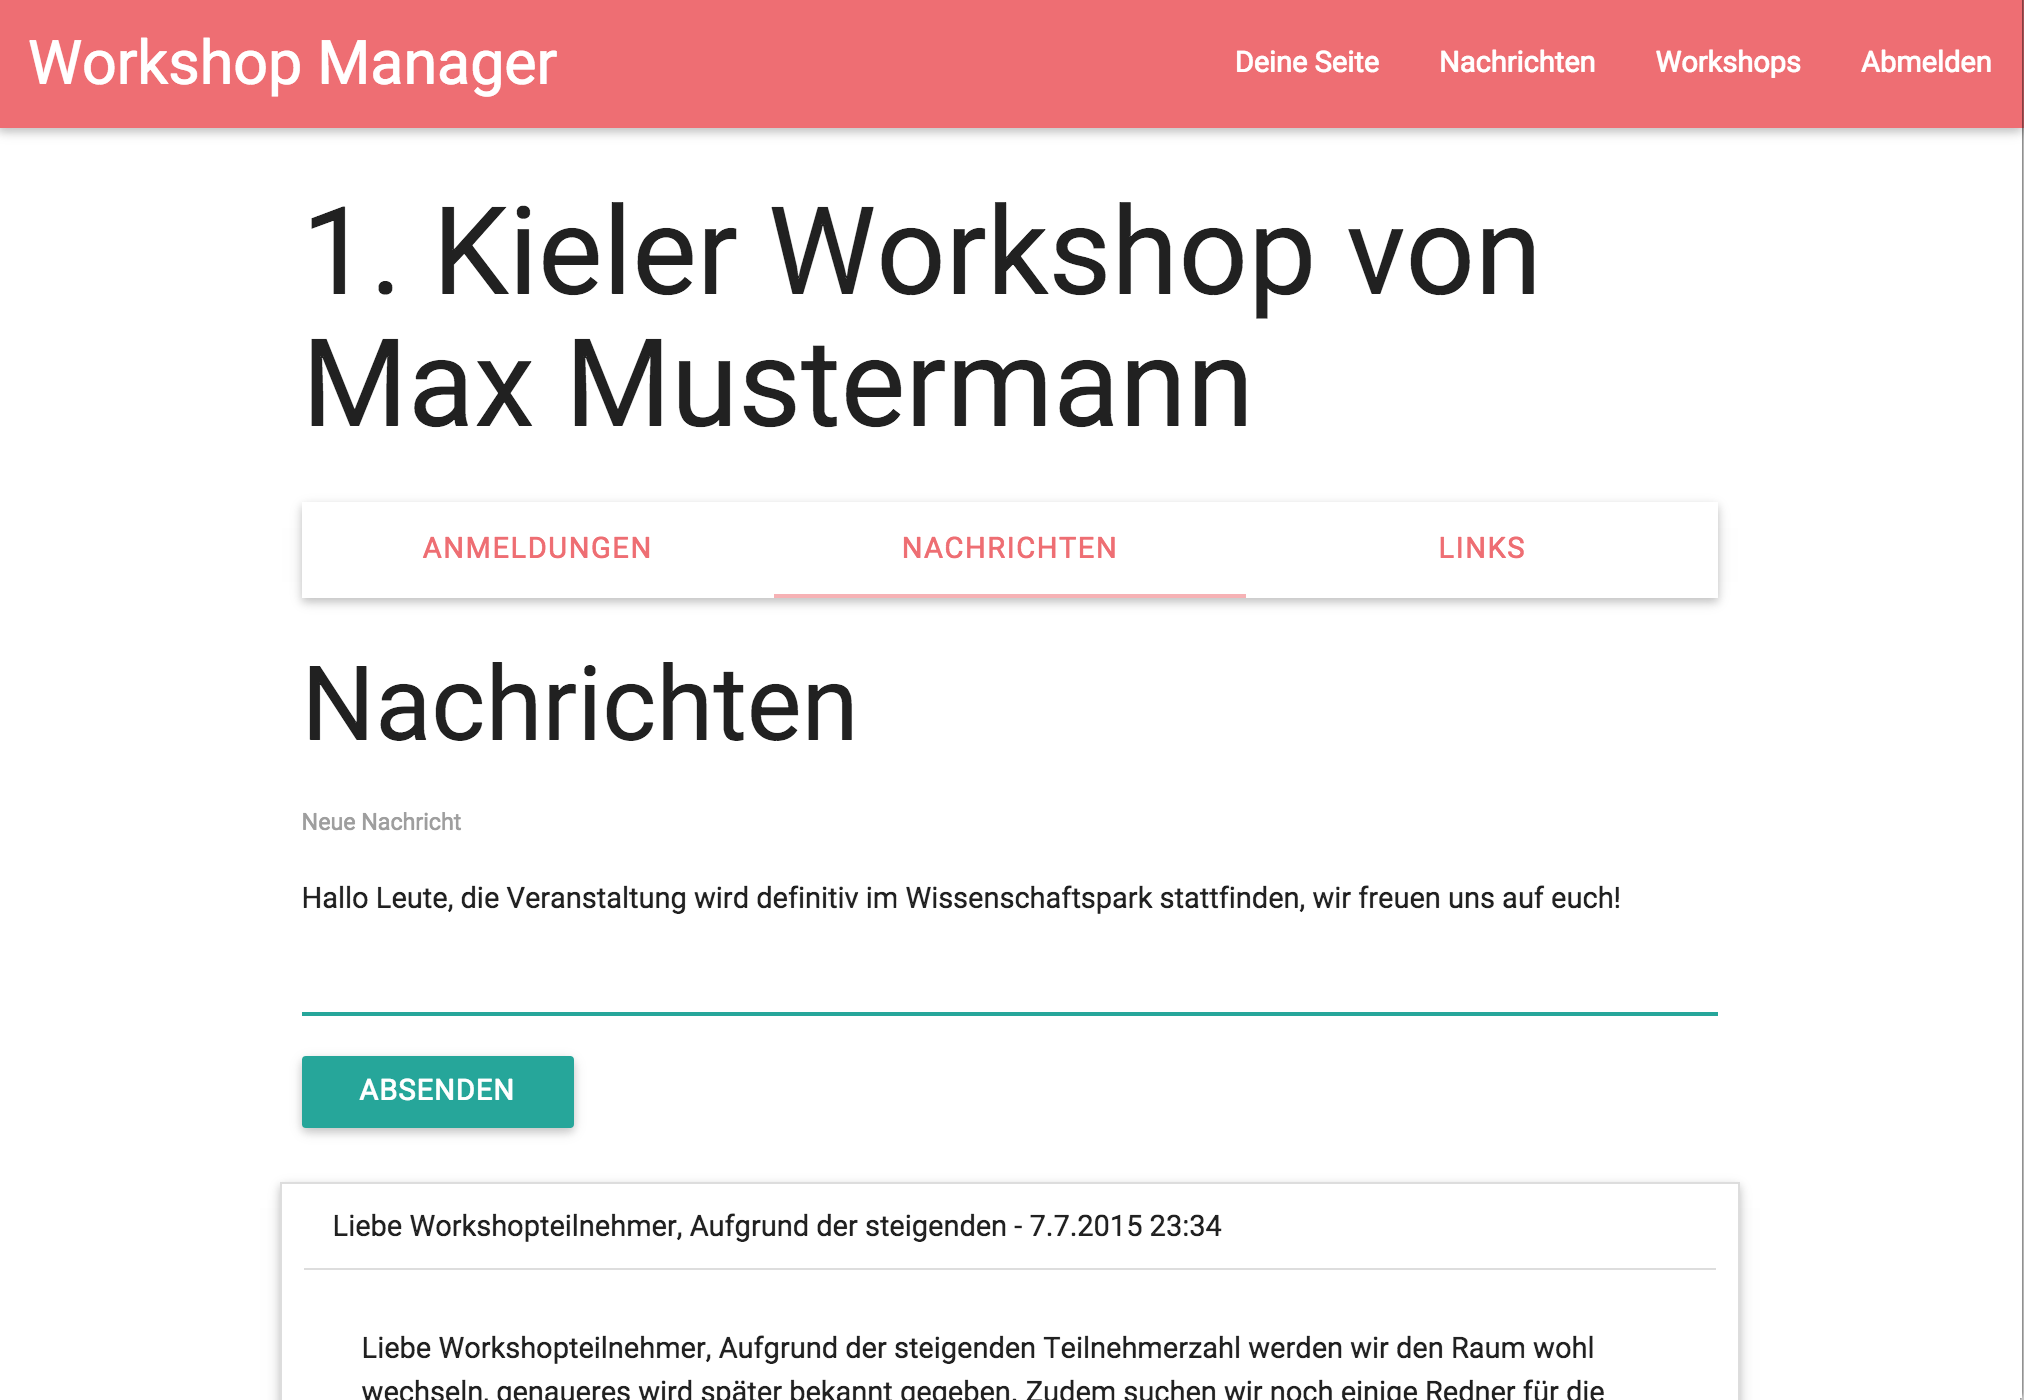 Workshop Manager
Deine Seite
Nachrichten
Workshops
Abmelden
1. Kieler Workshop von
Max Mustermann
ANMELDUNGEN
NACHRICHTEN
LINKS
Nachrichten
Neue Nachricht
Hallo Leute, die Veranstaltung wird definitiv im Wissenschaftspark stattfinden, wir freuen uns auf euch!
ABSENDEN
Liebe Workshopteilnehmer, Aufgrund der steigenden - 7.7.2015 23:34
Liebe Workshopteilnehmer, Aufgrund der steigenden Teilnehmerzahl werden wir den Raum wohl
wechseln, genaueres wird später bekannt gegeben. Zudem suchen wir noch einige Redner für die